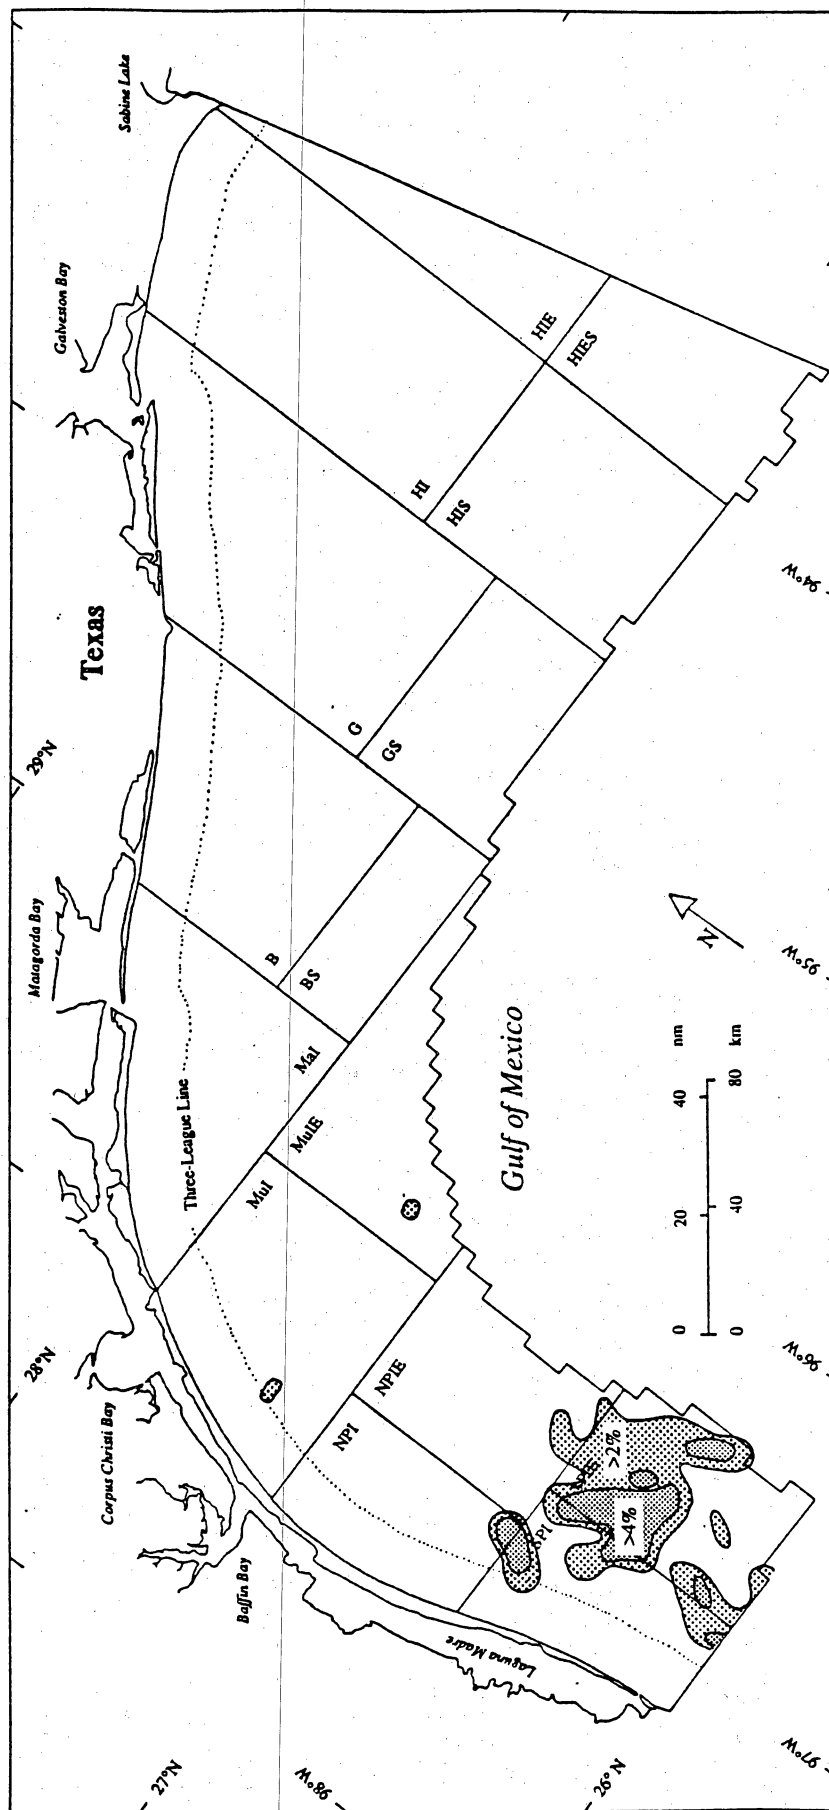 Sabine Lake
Galveston Bay
Texas
29°N
Matagorda Bay
28°N
Corpus Christi Bay
Baffin Bay
Laguna Madre
27°N
98°W
26°N
97°W
96°W
95°W
94°W
HIE
HIES
HI
HIS
G
GS
B
BS
MaI
MuIE
MuI
NPIE
NPI
SPI
Three-League Line
Gulf of Mexico
N
nm
km
0 20 40
0 40 80
>2%
>4%